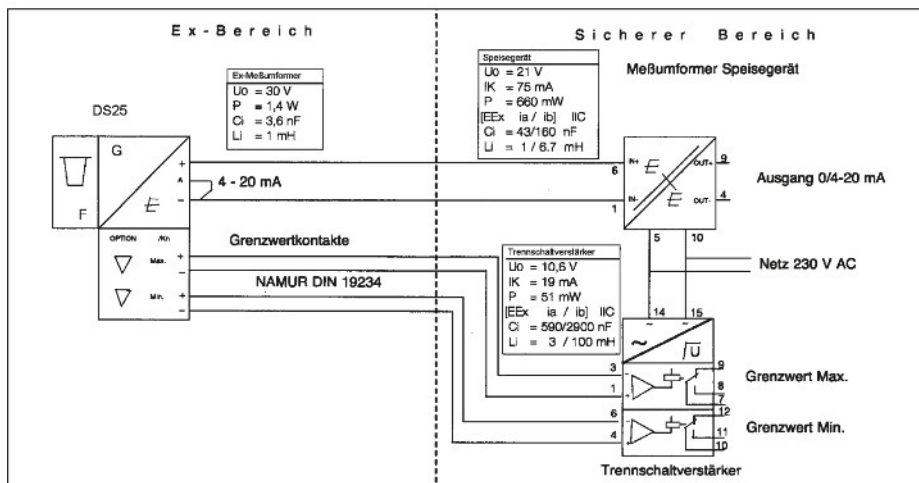 Ex-Bereich
Sicherer Bereich
Ex-Meßumformer
Uo = 30 V
P = 1,4 W
Ci = 3,6 nF
Li = 1 mH
Speisegerät
Uo = 21 V
IK = 75 mA
P = 660 mW
[EEx ia / ib] IIC
Ci = 43/160 nF
Li = 1 / 6.7 mH
Meßumformer Speisegerät
DS25
G
F
E
+
A
−
4 - 20 mA
6
1
IN+
IN-
E
E
OUT+
OUT-
9
4
Ausgang 0/4-20 mA
5
10
Netz 230 V AC
OPTION
/Kn
Max.
+
−
Min.
+
−
Grenzwertkontakte
NAMUR DIN 19234
Trennschaltverstärker
Uo = 10,6 V
IK = 19 mA
P = 51 mW
[EEx ia / ib] IIC
Ci = 590/2900 nF
Li = 3 / 100 mH
14
15
~
~
~
U
3
1
−
+
9
8
7
Grenzwert Max.
6
4
−
+
12
11
10
Grenzwert Min.
Trennschaltverstärker